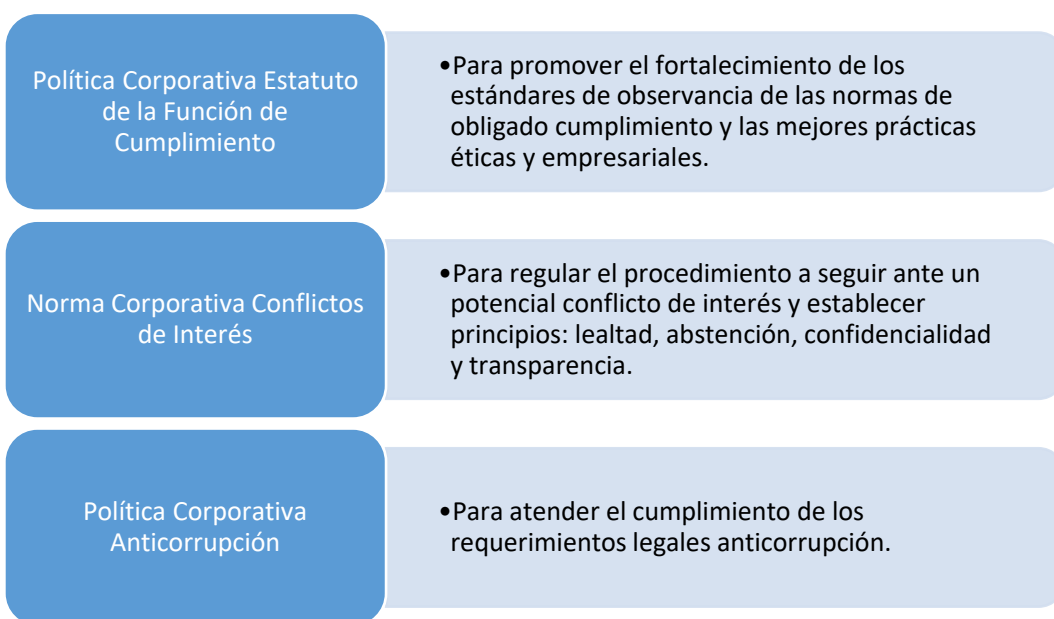 Política Corporativa Estatuto
de la Función de
Cumplimiento
•Para promover el fortalecimiento de los
estándares de observancia de las normas de
obligado cumplimiento y las mejores prácticas
éticas y empresariales.
Norma Corporativa Conflictos
de Interés
•Para regular el procedimiento a seguir ante un
potencial conflicto de interés y establecer
principios: lealtad, abstención, confidencialidad
y transparencia.
Política Corporativa
Anticorrupción
•Para atender el cumplimiento de los
requerimientos legales anticorrupción.